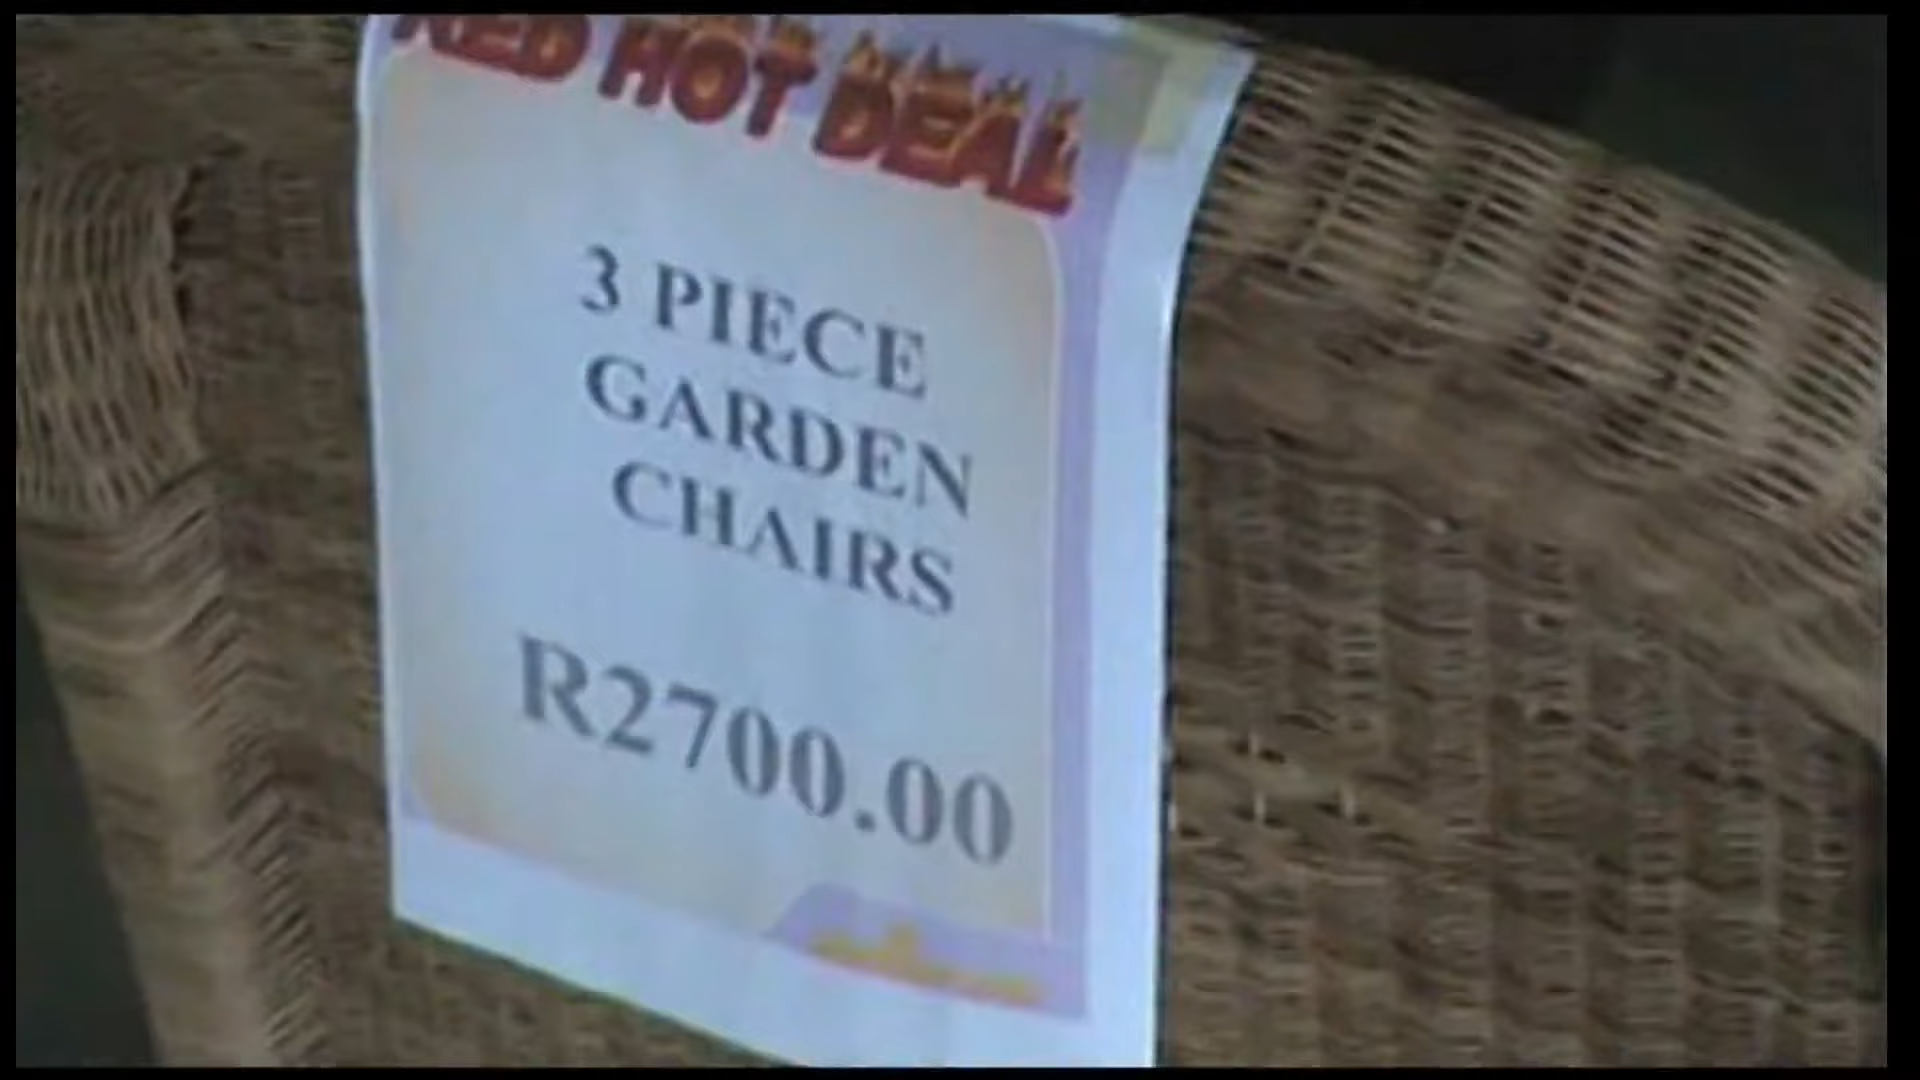 RED HOT DEAL
3 PIECE
GARDEN
CHAIRS
R2700.00